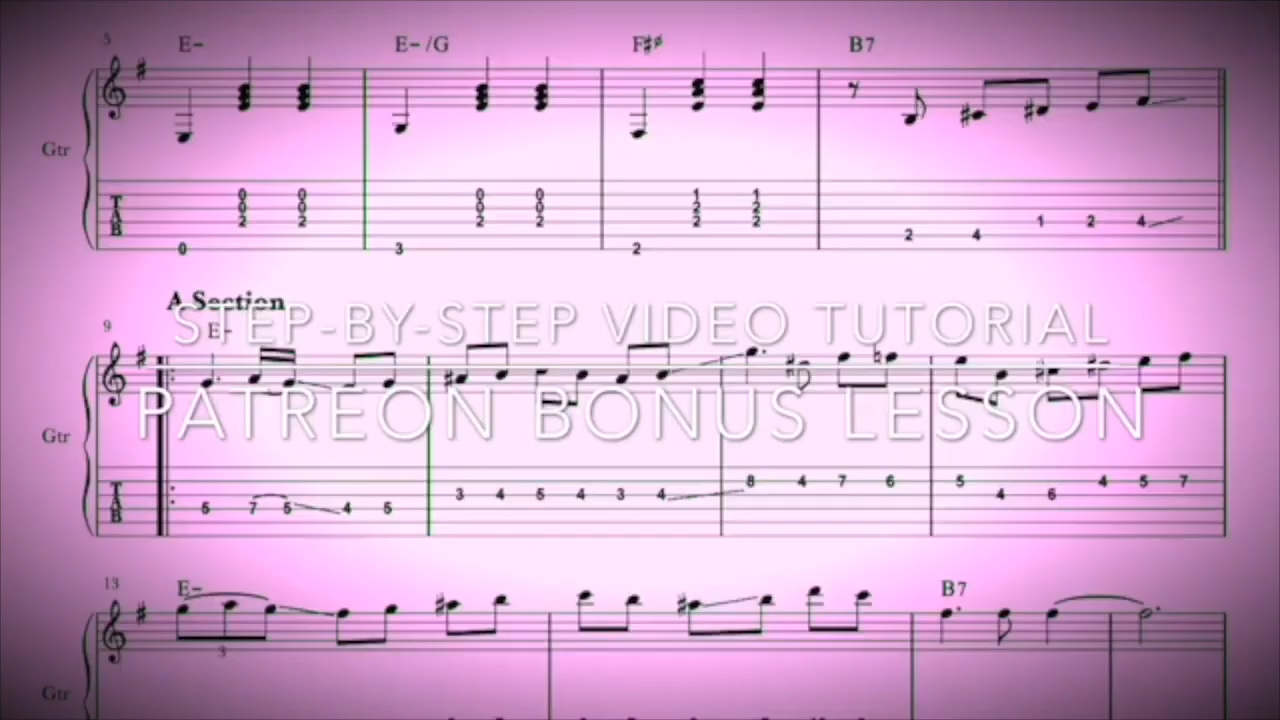 5
E- E- /G F#ø B7
Gtr
T
A
B
0 0 0 2 0 0 2
3 0 0 2 0 0 2
2 1 2 2 1 2 2
2 4 1 2 4
A Section
9
E-
STEP-BY-STEP VIDEO TUTORIAL
PATREON BONUS LESSON
Gtr
T
A
B
5 7 5 4 5
3 4 5 4 3 4
8 4 7 6
5 4 6 4 5 7
13
E- B7
3
Gtr